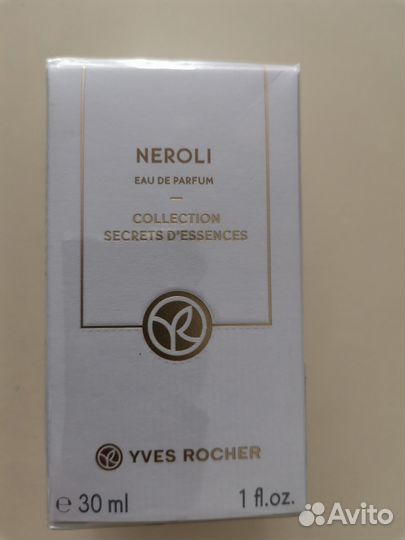 NEROLI
EAU DE PARFUM
COLLECTION
SECRETS D'ESSENCES
YVES ROCHER
e 30 ml 1 fl.oz.
Avito